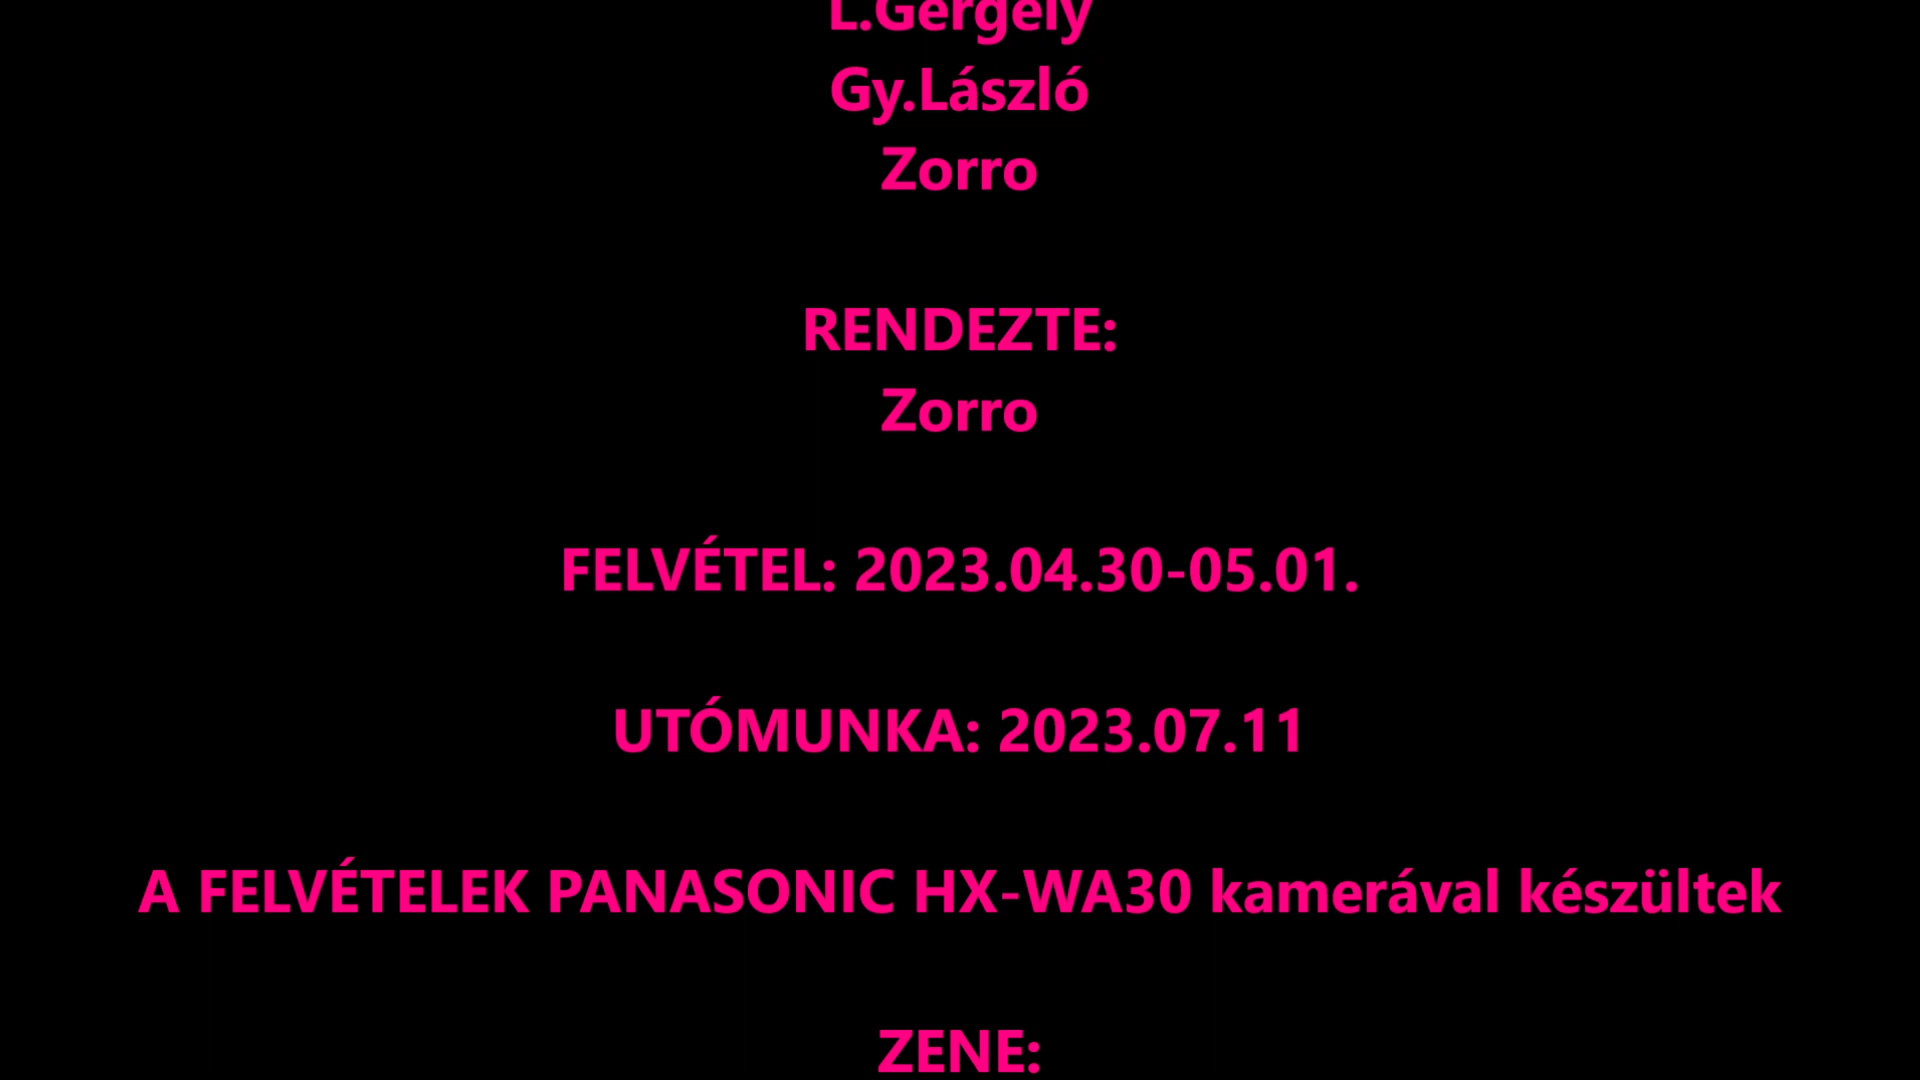 L.Gergely
Gy.László
Zorro
RENDEZTE:
Zorro
FELVÉTEL: 2023.04.30-05.01.
UTÓMUNKA: 2023.07.11
A FELVÉTELEK PANASONIC HX-WA30 kamerával készültek
ZENE: